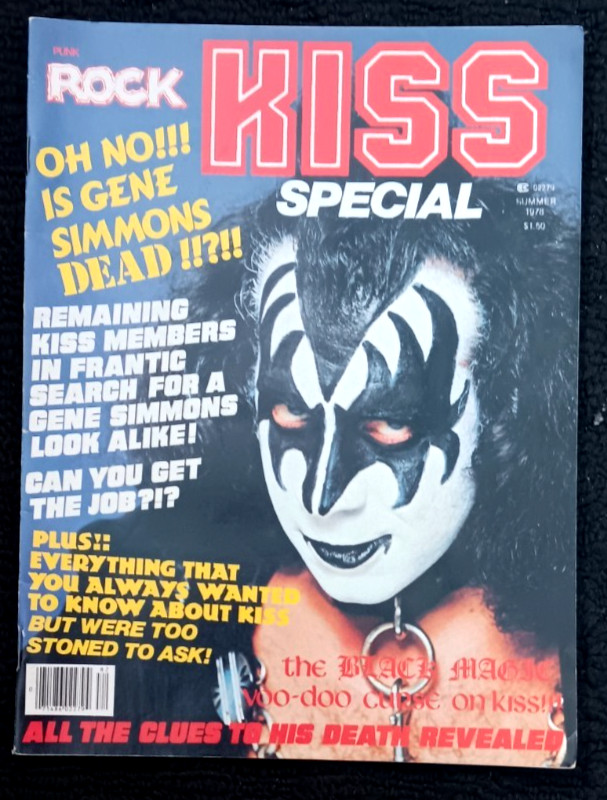 PUNK
ROCK
KISS
SPECIAL
SUMMER
1978
$1.50
OH NO!!!
IS GENE
SIMMONS
DEAD !!?!!
REMAINING
KISS MEMBERS
IN FRANTIC
SEARCH FOR A
GENE SIMMONS
LOOK ALIKE!
CAN YOU GET
THE JOB?!?
PLUS!!
EVERYTHING THAT
YOU ALWAYS WANTED
TO KNOW ABOUT KISS
BUT WERE TOO
STONED TO ASK!
the BLACK MAGIC
voo-doo curse on kiss!!!
ALL THE CLUES TO HIS DEATH REVEALED